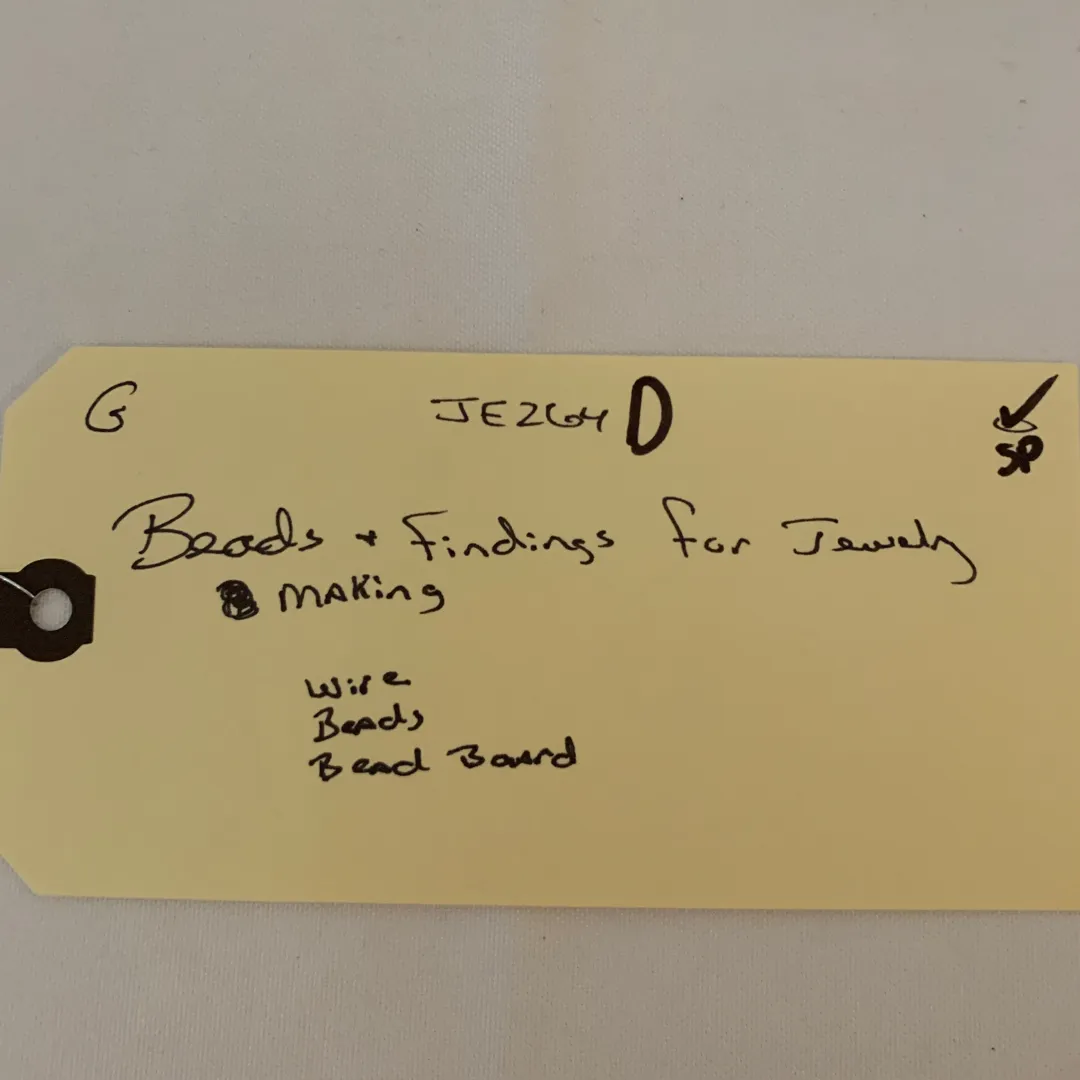 G JE264 D ✓
SP
Beads + Findings for Jewelry
Making
Wire
Beads
Bead Board